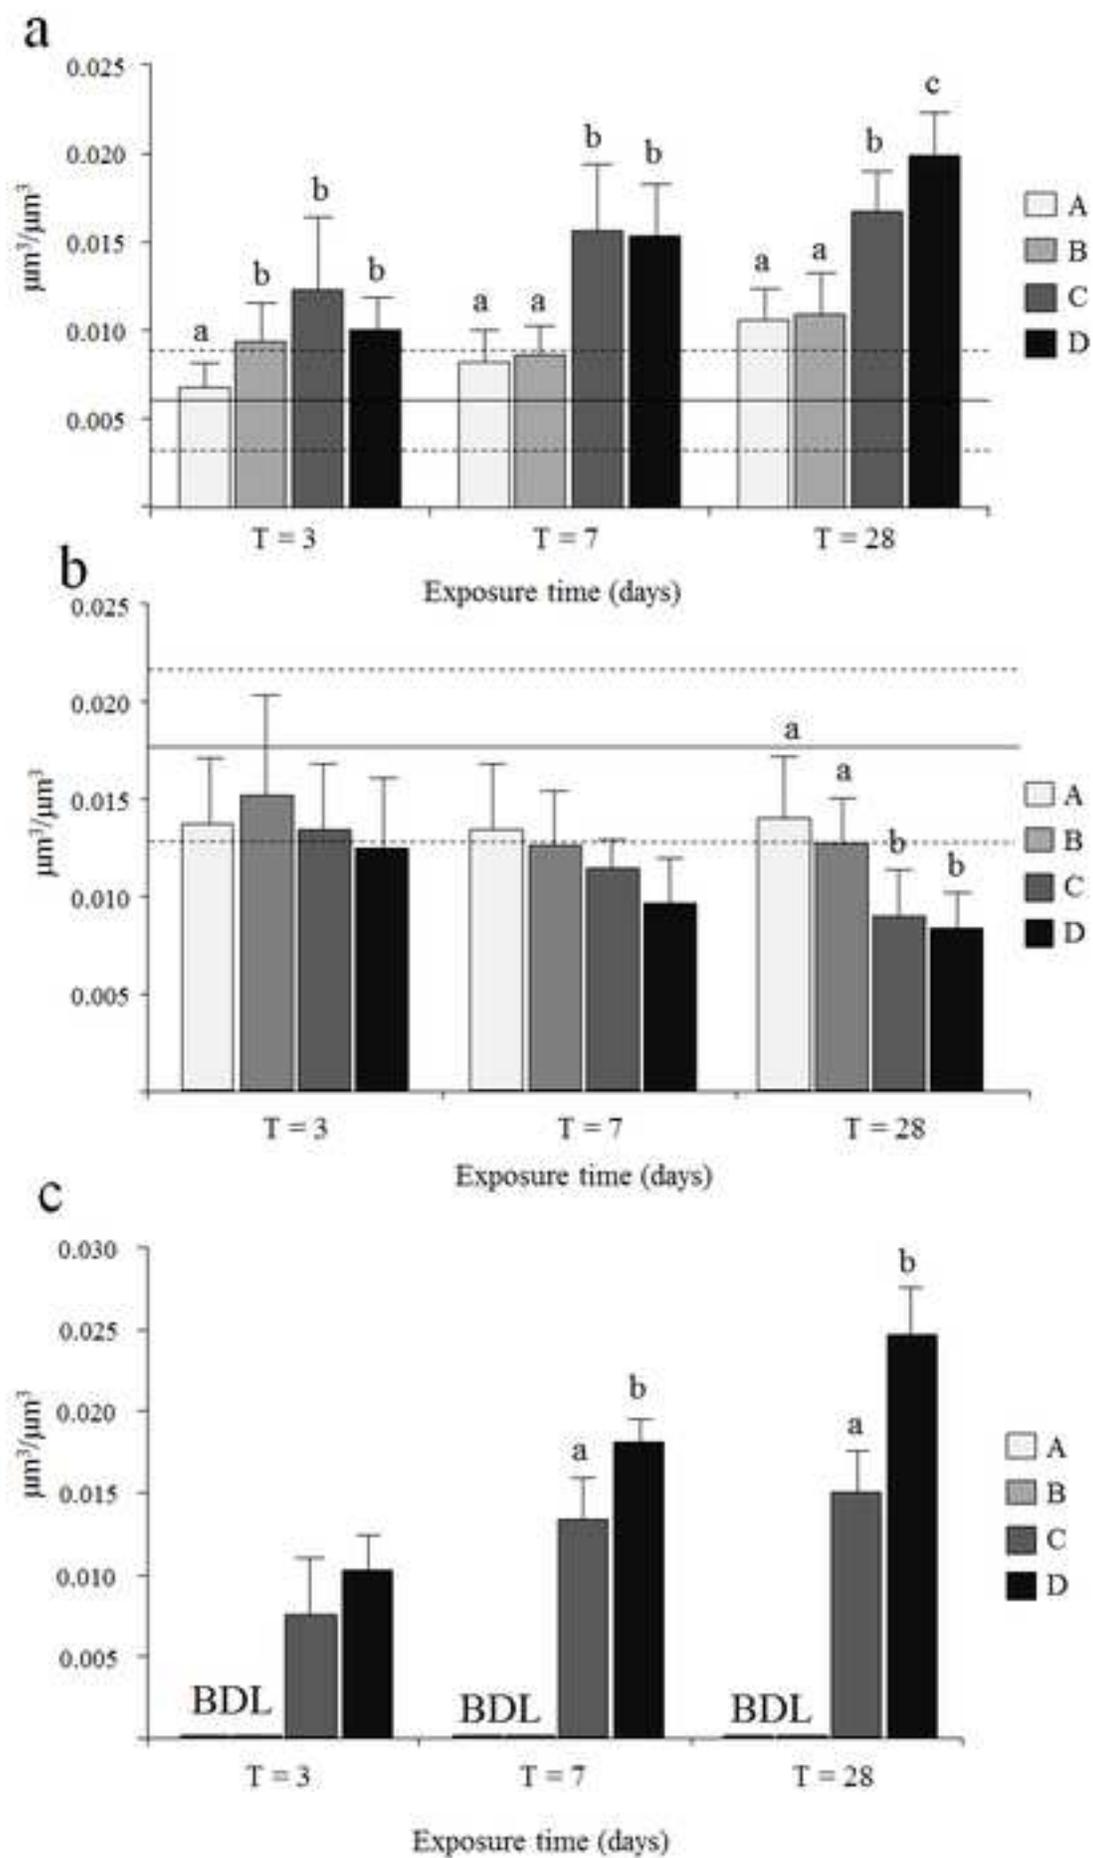 a
0.025
0.020
0.015
0.010
0.005
μm³/μm³
a b b b
a a b b
a a b c
A
B
C
D
T = 3 T = 7 T = 28
Exposure time (days)
b
0.025
0.020
0.015
0.010
0.005
μm³/μm³
a a b b
A
B
C
D
T = 3 T = 7 T = 28
Exposure time (days)
c
0.030
0.025
0.020
0.015
0.010
0.005
μm³/μm³
a b
a b
BDL BDL BDL
A
B
C
D
T = 3 T = 7 T = 28
Exposure time (days)